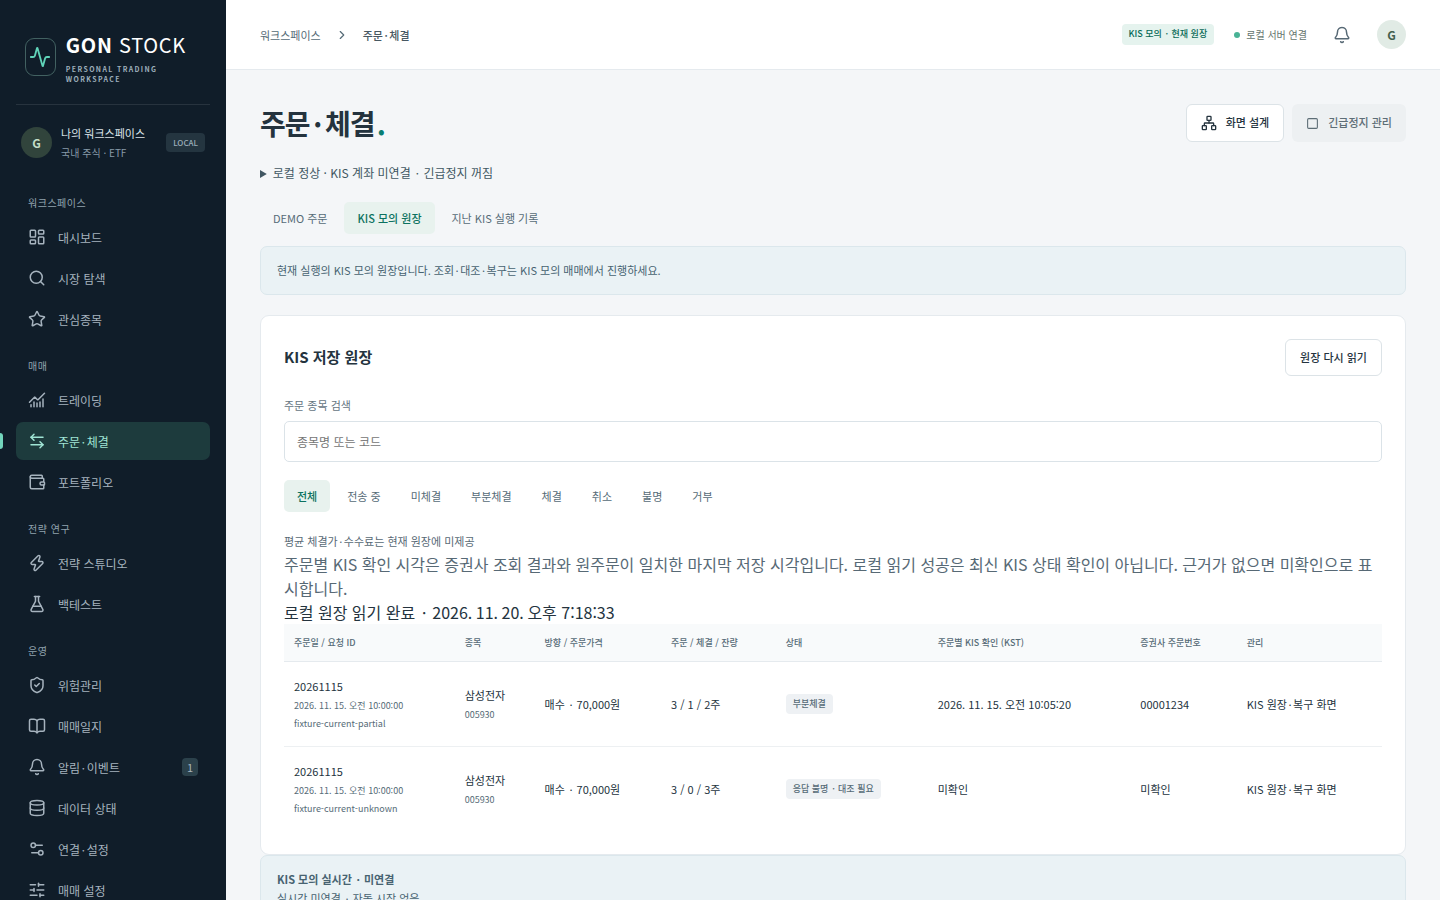 GON STOCK
PERSONAL TRADING
WORKSPACE
G
나의 워크스페이스
국내 주식 · ETF
LOCAL
워크스페이스
대시보드
시장 탐색
관심종목
매매
트레이딩
주문·체결
포트폴리오
전략 연구
전략 스튜디오
백테스트
운영
위험관리
매매일지
알림·이벤트
1
데이터 상태
연결·설정
매매 설정
워크스페이스
주문·체결
KIS 모의 · 현재 원장
로컬 서버 연결
G
주문·체결.
화면 설계
긴급정지 관리
▶ 로컬 정상 · KIS 계좌 미연결 · 긴급정지 꺼짐
DEMO 주문
KIS 모의 원장
지난 KIS 실행 기록
현재 실행의 KIS 모의 원장입니다. 조회·대조·복구는 KIS 모의 매매에서 진행하세요.
KIS 저장 원장
원장 다시 읽기
주문 종목 검색
종목명 또는 코드
전체
전송 중
미체결
부분체결
체결
취소
불명
거부
평균 체결가·수수료는 현재 원장에 미제공
주문별 KIS 확인 시각은 증권사 조회 결과와 원주문이 일치한 마지막 저장 시각입니다. 로컬 읽기 성공은 최신 KIS 상태 확인이 아닙니다. 근거가 없으면 미확인으로 표
시합니다.
로컬 원장 읽기 완료 · 2026. 11. 20. 오후 7:18:33
주문일 / 요청 ID
종목
방향 / 주문가격
주문 / 체결 / 잔량
상태
주문별 KIS 확인 (KST)
증권사 주문번호
관리
20261115
2026. 11. 15. 오전 10:00:00
fixture-current-partial
삼성전자
005930
매수 · 70,000원
3 / 1 / 2주
부분체결
2026. 11. 15. 오전 10:05:20
00001234
KIS 원장·복구 화면
20261115
2026. 11. 15. 오전 10:00:00
fixture-current-unknown
삼성전자
005930
매수 · 70,000원
3 / 0 / 3주
응답 불명 · 대조 필요
미확인
미확인
KIS 원장·복구 화면
KIS 모의 실시간 · 미연결
실시간 미연결 · 자동 시작 없음